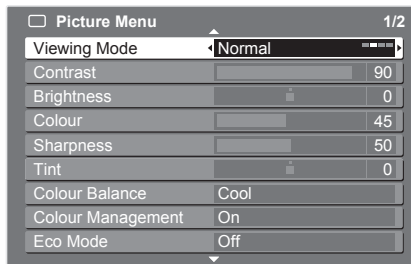 Picture Menu 1/2
Viewing Mode Normal
Contrast 90
Brightness 0
Colour 45
Sharpness 50
Tint 0
Colour Balance Cool
Colour Management On
Eco Mode Off